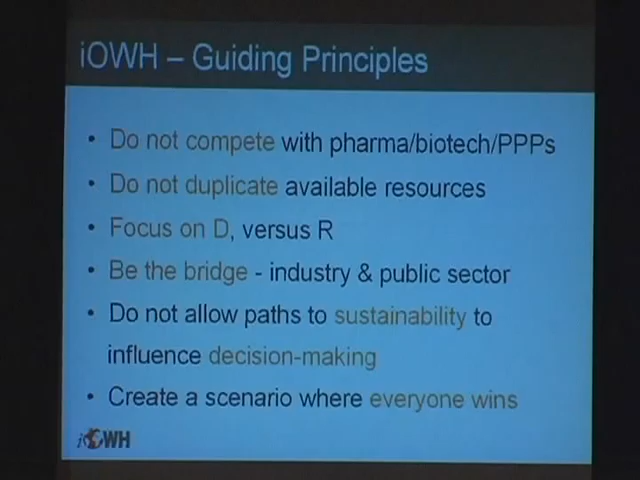 iOWH – Guiding Principles
• Do not compete with pharma/biotech/PPPs
• Do not duplicate available resources
• Focus on D, versus R
• Be the bridge - industry & public sector
• Do not allow paths to sustainability to
influence decision-making
• Create a scenario where everyone wins
iOWH